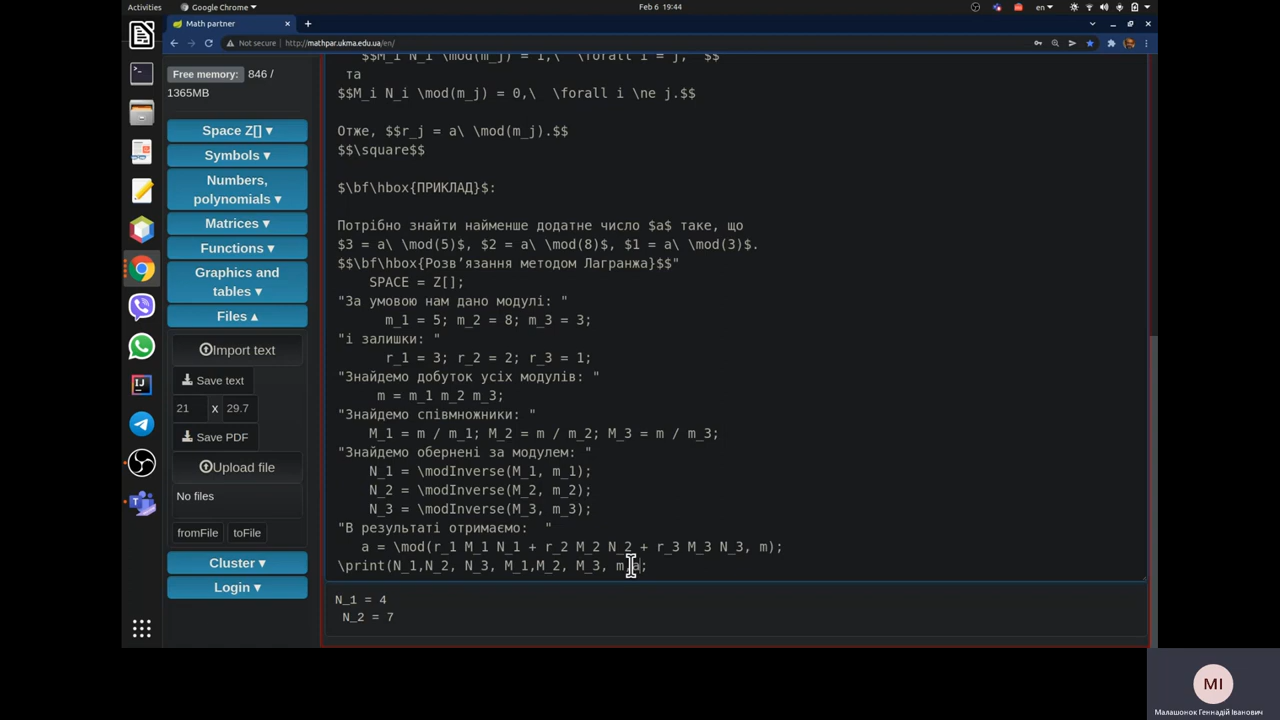 Activities
Google Chrome
Feb 6 19:44
en
Math partner
Not secure
http://mathpar.ukma.edu.ua/en/
Free memory: 846 /
1365MB
Space Z[] ▾
Symbols ▾
Numbers,
polynomials ▾
Matrices ▾
Functions ▾
Graphics and
tables ▾
Files ▴
Import text
Save text
21 x 29.7
Save PDF
Upload file
No files
fromFile toFile
Cluster ▾
Login ▾
$$M_i N_i \mod(m_j) = 1,\ \forall i = j, $$
та
$$M_i N_i \mod(m_j) = 0,\  \forall i \ne j.$$
Отже, $$r_j = a\ \mod(m_j).$$
$$\square$$
$\bf\hbox{ПРИКЛАД}$:
Потрібно знайти найменше додатне число $a$ таке, що
$3 = a\ \mod(5)$, $2 = a\ \mod(8)$, $1 = a\ \mod(3)$.
$$\bf\hbox{Розв’язання методом Лагранжа}$$"
SPACE = Z[];
"За умовою нам дано модулі: "
m_1 = 5; m_2 = 8; m_3 = 3;
"і залишки: "
r_1 = 3; r_2 = 2; r_3 = 1;
"Знайдемо добуток усіх модулів: "
m = m_1 m_2 m_3;
"Знайдемо співмножники: "
M_1 = m / m_1; M_2 = m / m_2; M_3 = m / m_3;
"Знайдемо обернені за модулем: "
N_1 = \modInverse(M_1, m_1);
N_2 = \modInverse(M_2, m_2);
N_3 = \modInverse(M_3, m_3);
"В результаті отримаємо:  "
a = \mod(r_1 M_1 N_1 + r_2 M_2 N_2 + r_3 M_3 N_3, m);
\print(N_1,N_2, N_3, M_1,M_2, M_3, m,a;
N_1 = 4
N_2 = 7
MI
Малашонок Геннадій Іванович